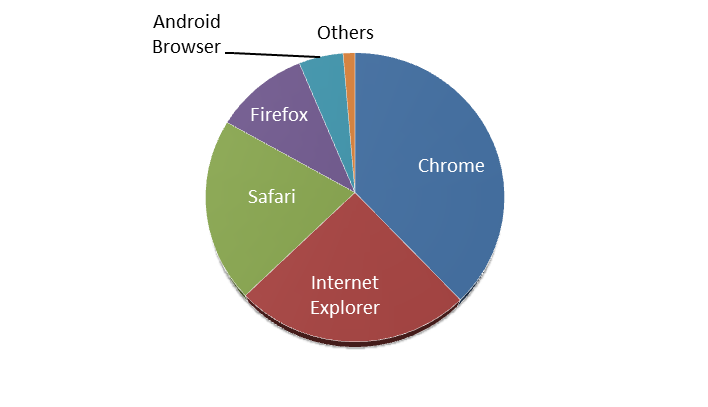 Android
Browser
Others
Firefox
Chrome
Safari
Internet
Explorer